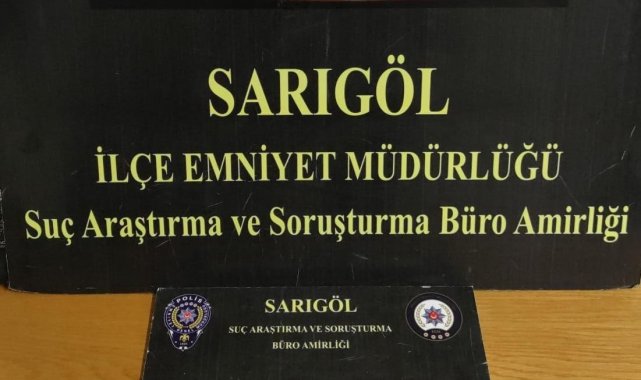 SARIGÖL
İLÇE EMNİYET MÜDÜRLÜĞÜ
Suç Araştırma ve Soruşturma Büro Amirliği
POLİS
SARIGÖL
SUÇ ARAŞTIRMA VE SORUŞTURMA
BÜRO AMİRLİĞİ